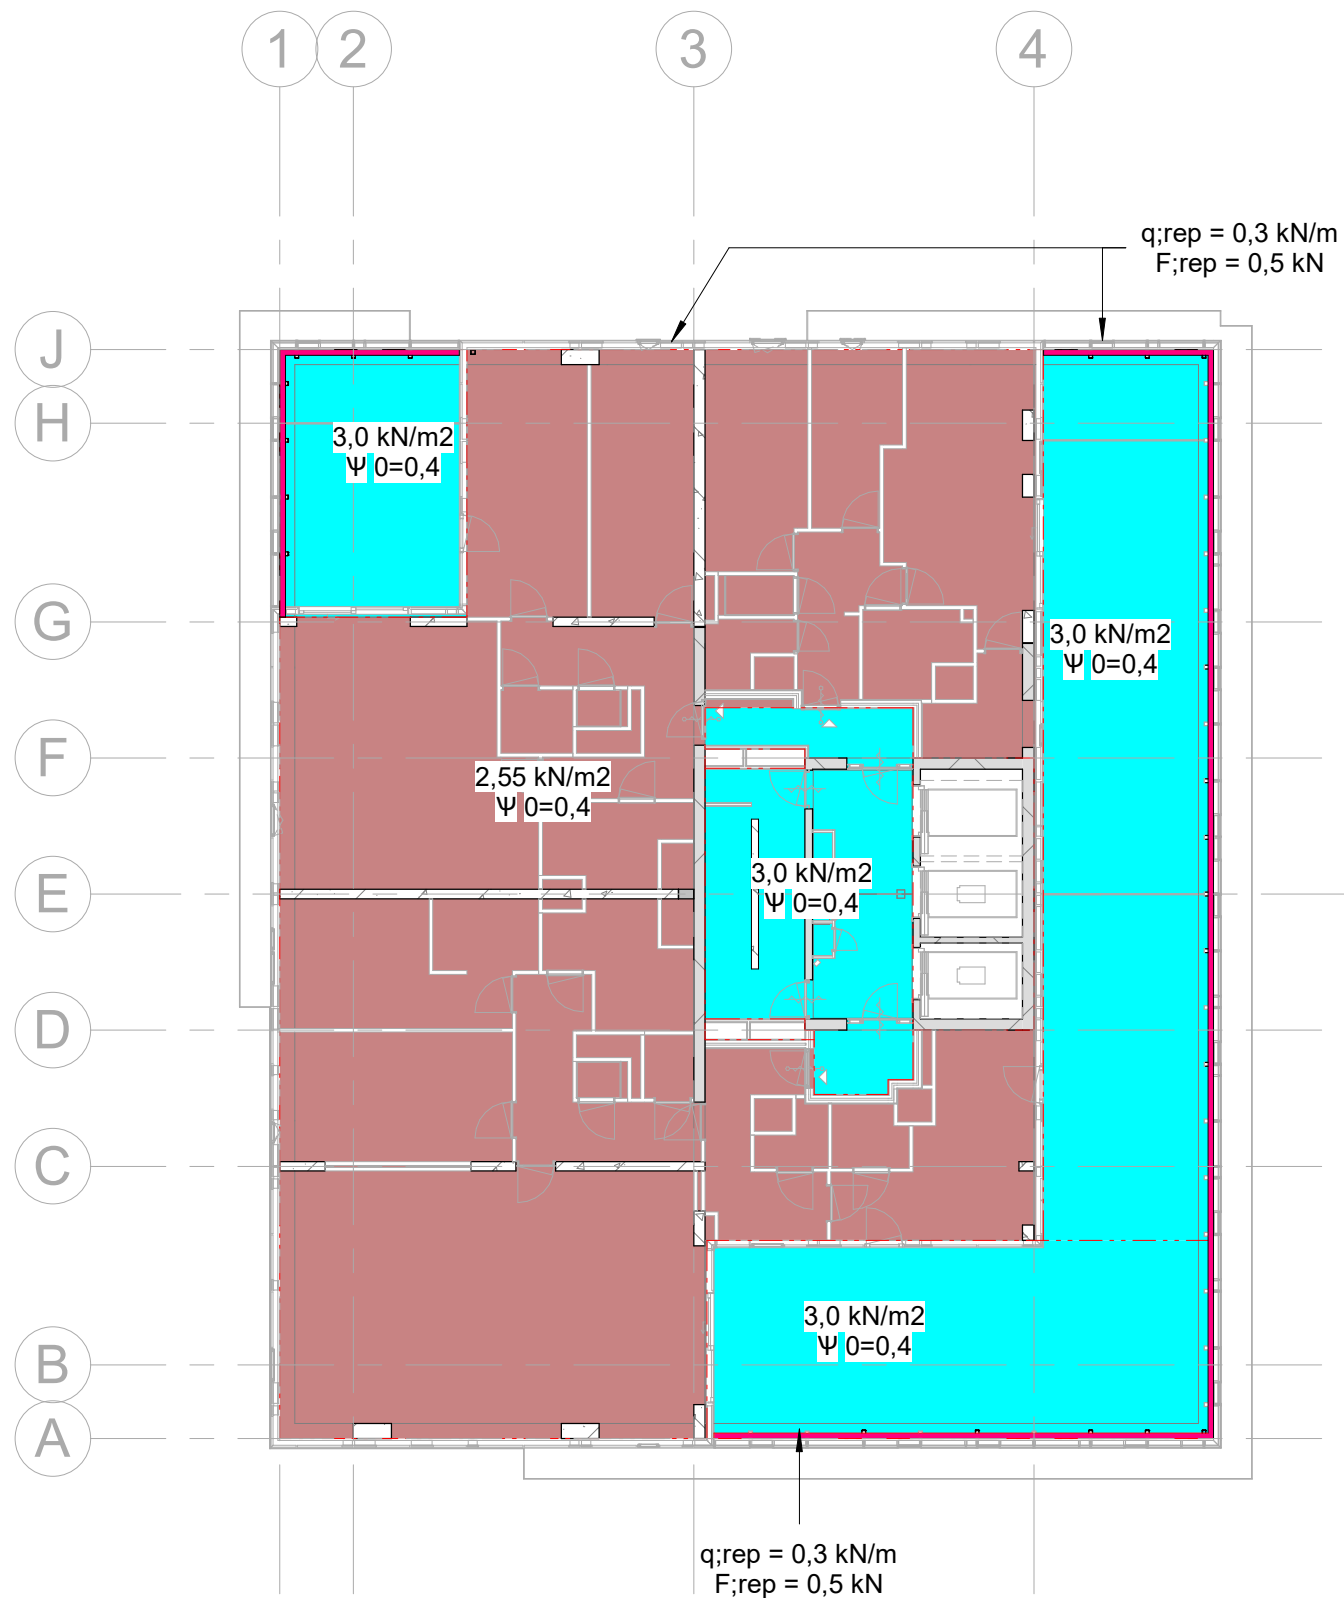 1 2 3 4
q;rep = 0,3 kN/m
F;rep = 0,5 kN
J
H
3,0 kN/m2
Ψ 0=0,4
G
3,0 kN/m2
Ψ 0=0,4
F
2,55 kN/m2
Ψ 0=0,4
E
3,0 kN/m2
Ψ 0=0,4
D
C
3,0 kN/m2
Ψ 0=0,4
B
A
q;rep = 0,3 kN/m
F;rep = 0,5 kN